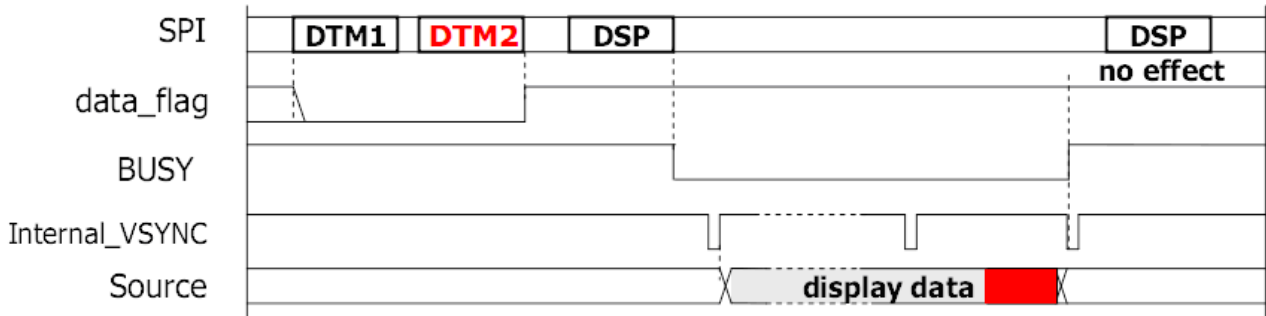 SPI DTM1 DTM2 DSP DSP
no effect
data_flag
BUSY
Internal_VSYNC
Source display data